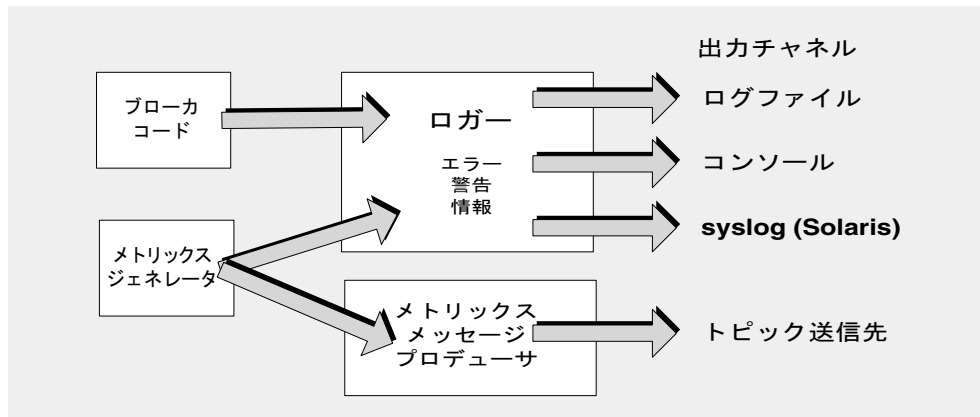 出力チャネル
ブローカ
コード
ロガー
エラー
警告
情報
ログファイル
コンソール
syslog (Solaris)
メトリックス
ジェネレータ
メトリックス
メッセージ
プロデューサ
トピック送信先